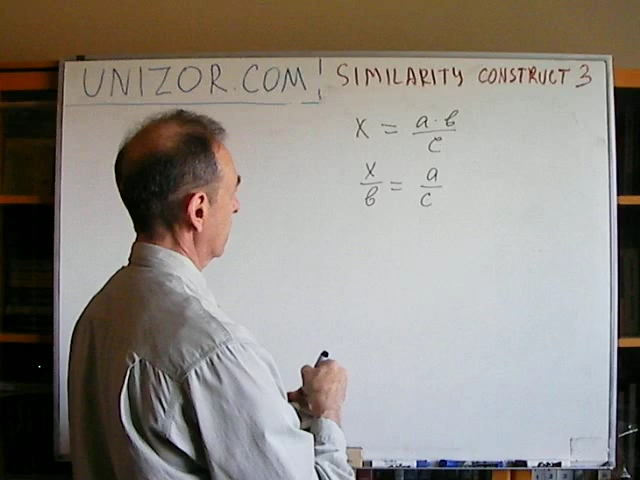 UNIZOR.COM! SIMILARITY CONSTRUCT 3
x = a·b/c
x/b = a/c